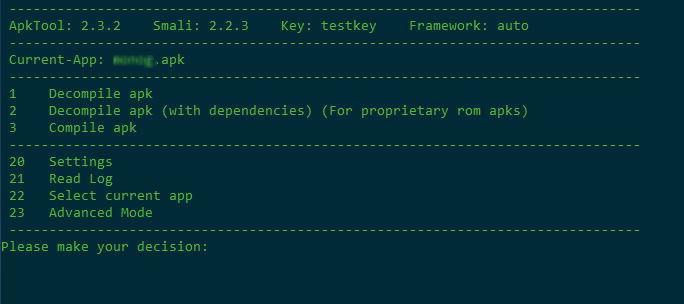 --------------------------------------------------------------------------------
ApkTool: 2.3.2    Smali: 2.2.3    Key: testkey    Framework: auto
--------------------------------------------------------------------------------
Current-App: .apk
--------------------------------------------------------------------------------
1    Decompile apk
2    Decompile apk (with dependencies) (For proprietary rom apks)
3    Compile apk
--------------------------------------------------------------------------------
20   Settings
21   Read Log
22   Select current app
23   Advanced Mode
--------------------------------------------------------------------------------
Please make your decision: